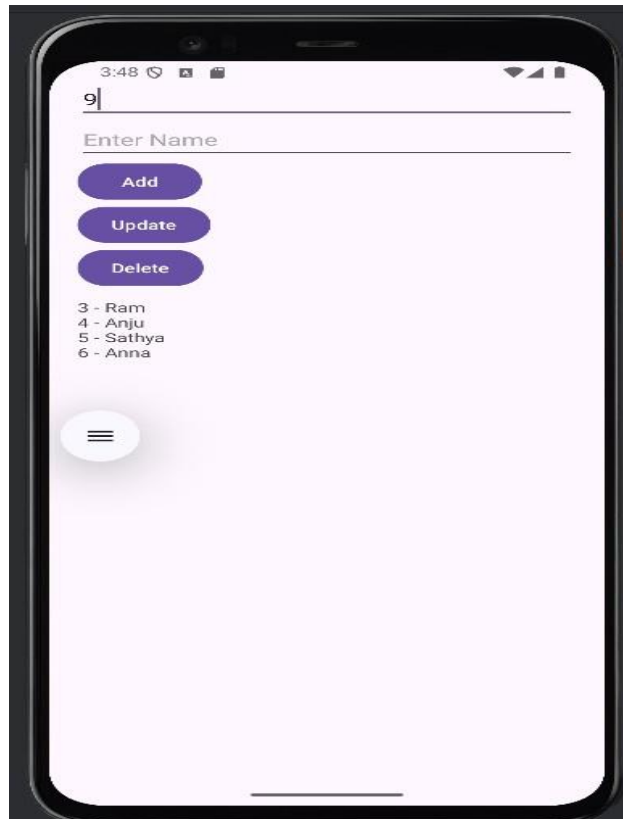 3:48
9
Enter Name
Add
Update
Delete
3 - Ram
4 - Anju
5 - Sathya
6 - Anna